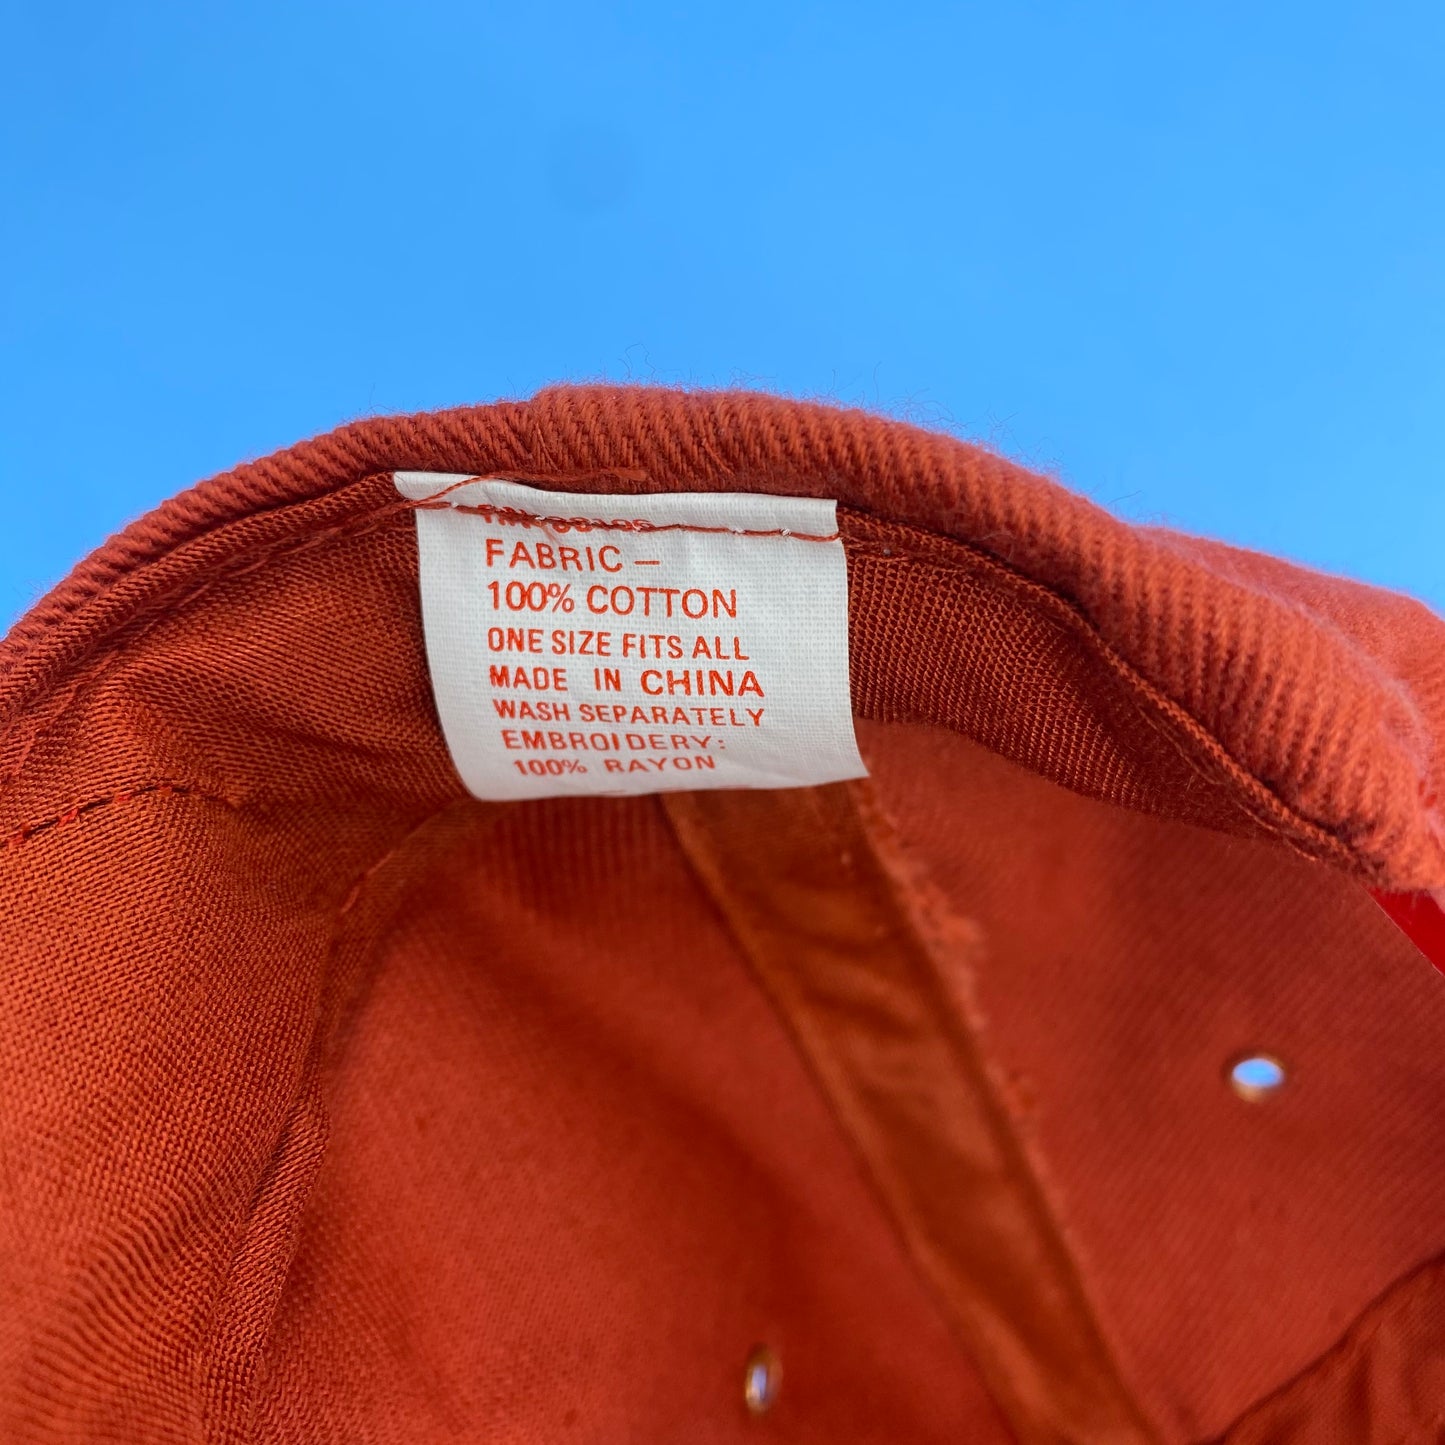 FABRIC —
100% COTTON
ONE SIZE FITS ALL
MADE IN CHINA
WASH SEPARATELY
EMBROIDERY:
100% RAYON